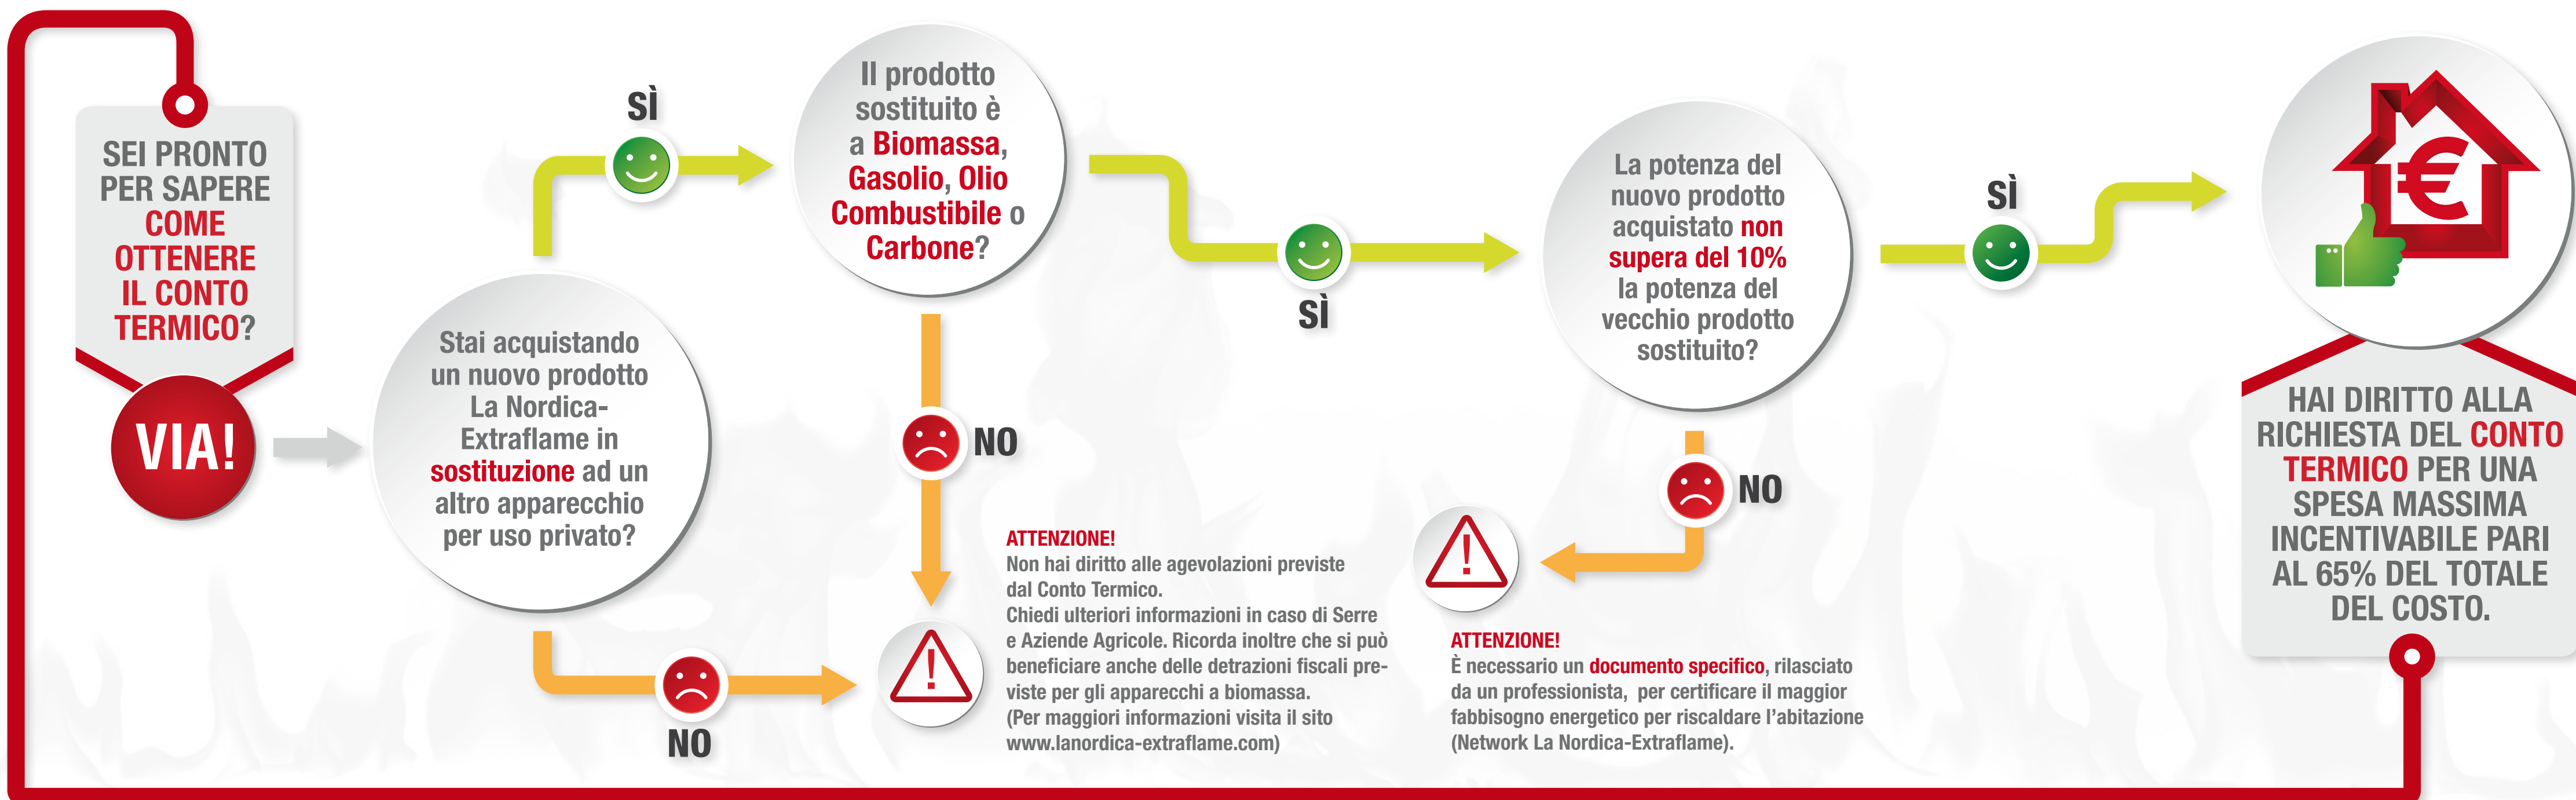 SEI PRONTO
PER SAPERE
COME
OTTENERE
IL CONTO
TERMICO?
VIA!
Stai acquistando
un nuovo prodotto
La Nordica-
Extraflame in
sostituzione ad un
altro apparecchio
per uso privato?
SÌ
NO
Il prodotto
sostituito è
a Biomassa,
Gasolio, Olio
Combustibile o
Carbone?
SÌ
NO
ATTENZIONE!
Non hai diritto alle agevolazioni previste
dal Conto Termico.
Chiedi ulteriori informazioni in caso di Serre
e Aziende Agricole. Ricorda inoltre che si può
beneficiare anche delle detrazioni fiscali pre-
viste per gli apparecchi a biomassa.
(Per maggiori informazioni visita il sito
www.lanordica-extraflame.com)
La potenza del
nuovo prodotto
acquistato non
supera del 10%
la potenza del
vecchio prodotto
sostituito?
SÌ
NO
ATTENZIONE!
È necessario un documento specifico, rilasciato
da un professionista, per certificare il maggior
fabbisogno energetico per riscaldare l'abitazione
(Network La Nordica-Extraflame).
€
HAI DIRITTO ALLA
RICHIESTA DEL CONTO
TERMICO PER UNA
SPESA MASSIMA
INCENTIVABILE PARI
AL 65% DEL TOTALE
DEL COSTO.